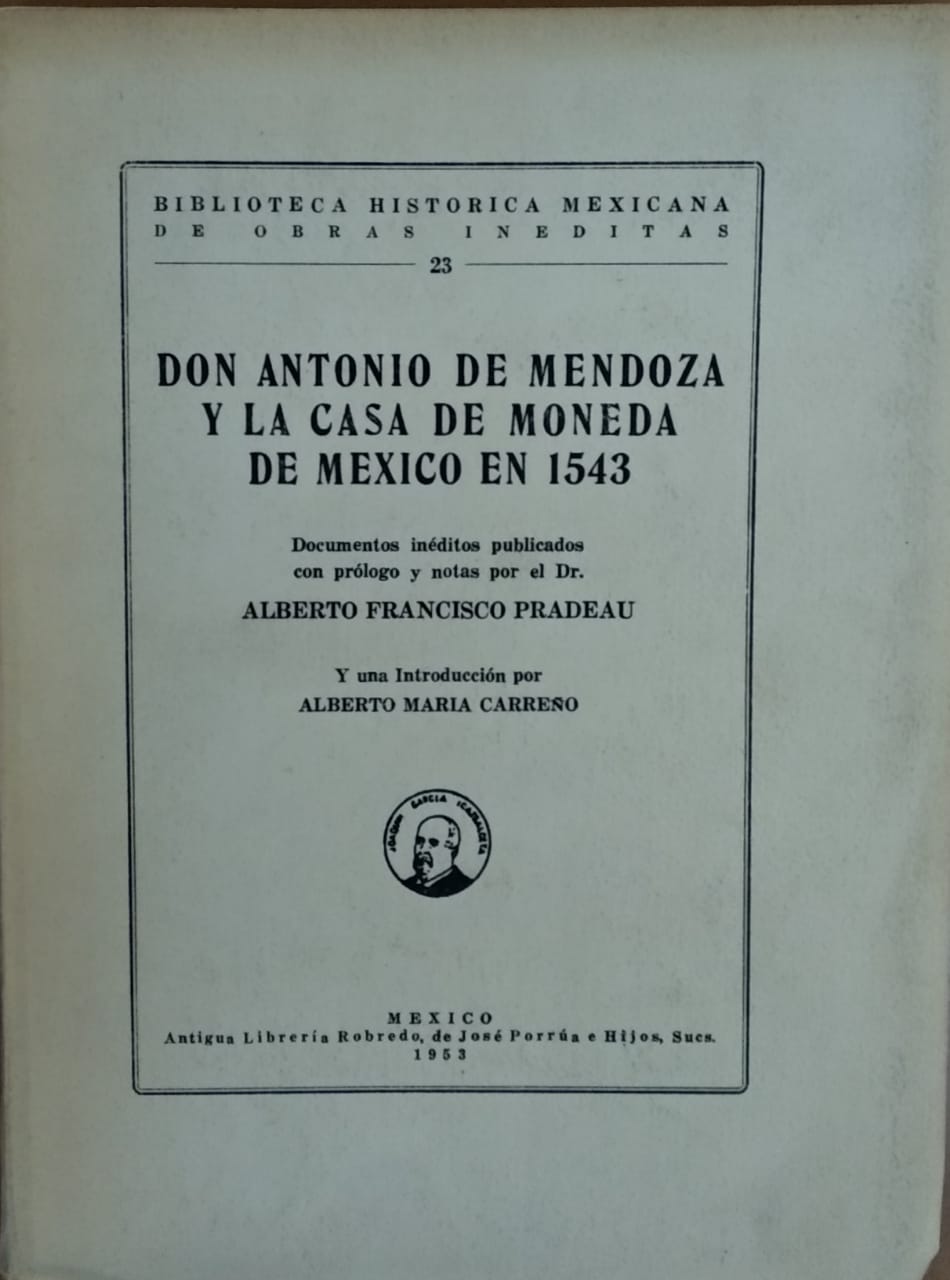 BIBLIOTECA HISTORICA MEXICANA
DE OBRAS INEDITAS
23
DON ANTONIO DE MENDOZA
Y LA CASA DE MONEDA
DE MEXICO EN 1543
Documentos inéditos publicados
con prólogo y notas por el Dr.
ALBERTO FRANCISCO PRADEAU
Y una Introducción por
ALBERTO MARIA CARREÑO
JOAQUIN GARCIA ICAZBALCETA
MEXICO
Antigua Librería Robredo, de José Porrúa e Hijos, Sucs.
1953